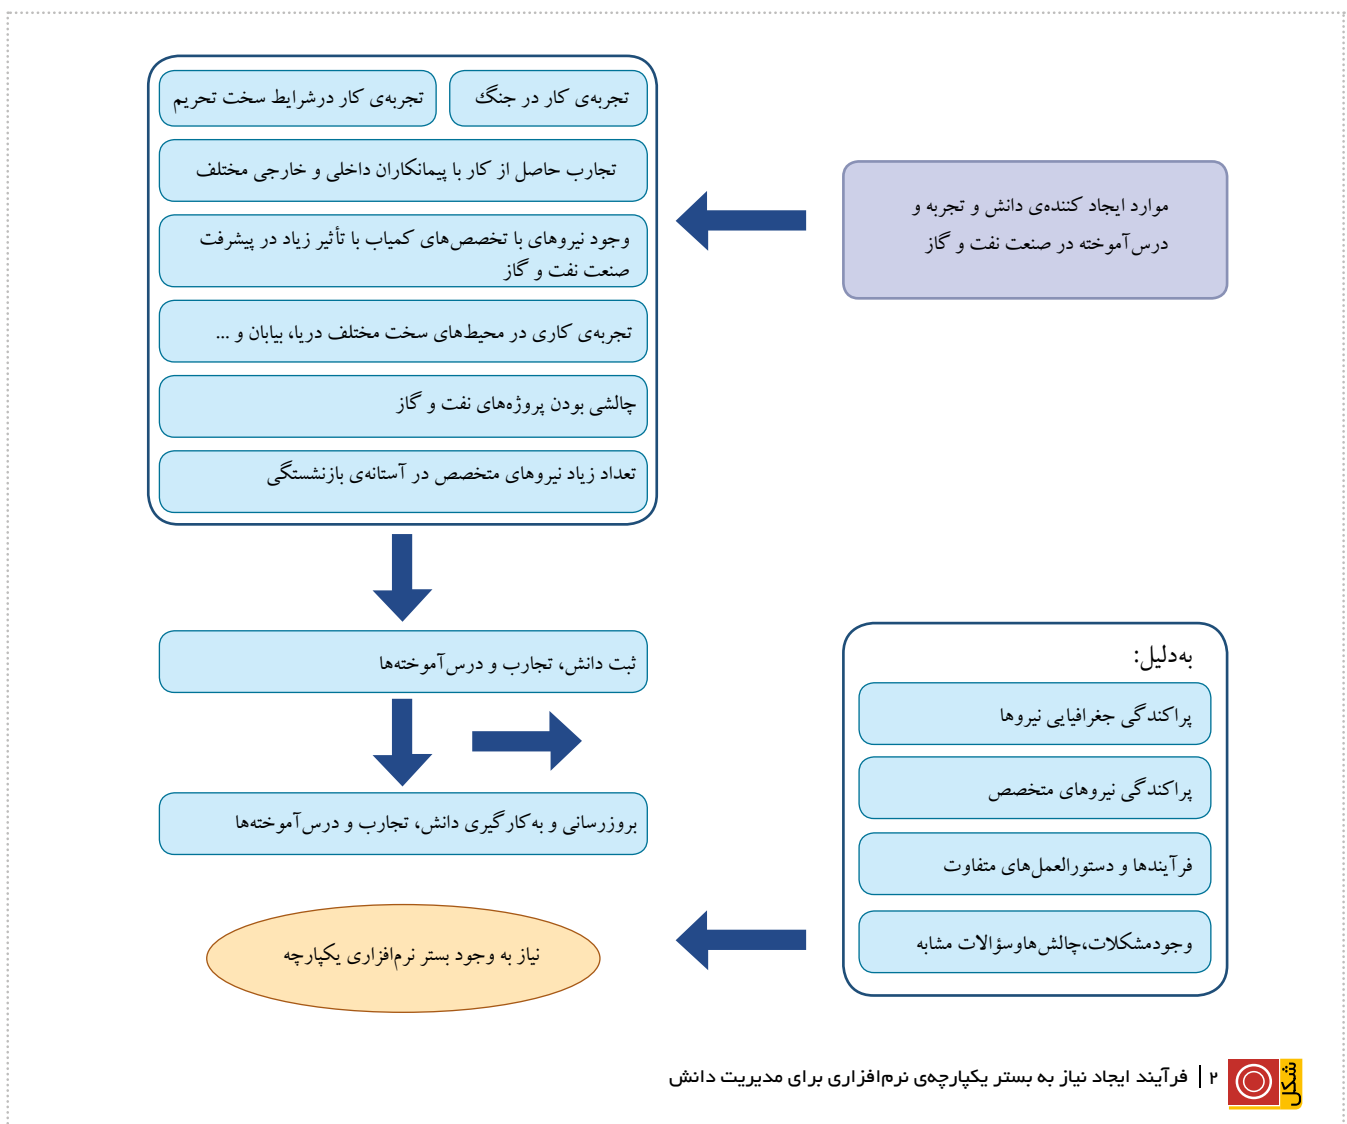 موارد ایجاد کننده‌ی دانش و تجربه و
درس‌آموخته در صنعت نفت و گاز
تجربه‌ی کار در جنگ
تجربه‌ی کار درشرایط سخت تحریم
تجارب حاصل از کار با پیمانکاران داخلی و خارجی مختلف
وجود نیروهای با تخصص‌های کمیاب با تأثیر زیاد در پیشرفت
صنعت نفت و گاز
تجربه‌ی کاری در محیط‌های سخت مختلف دریا، بیابان و ...
چالشی بودن پروژه‌های نفت و گاز
تعداد زیاد نیروهای متخصص در آستانه‌ی بازنشستگی
ثبت دانش، تجارب و درس‌آموخته‌ها
بروزرسانی و به‌کارگیری دانش، تجارب و درس‌آموخته‌ها
به‌دلیل:
پراکندگی جغرافیایی نیروها
پراکندگی نیروهای متخصص
فرآیندها و دستورالعمل‌های متفاوت
وجودمشکلات،چالش‌هاوسؤالات مشابه
نیاز به وجود بستر نرم‌افزاری یکپارچه
شکل ۲ | فرآیند ایجاد نیاز به بستر یکپارچه‌ی نرم‌افزاری برای مدیریت دانش